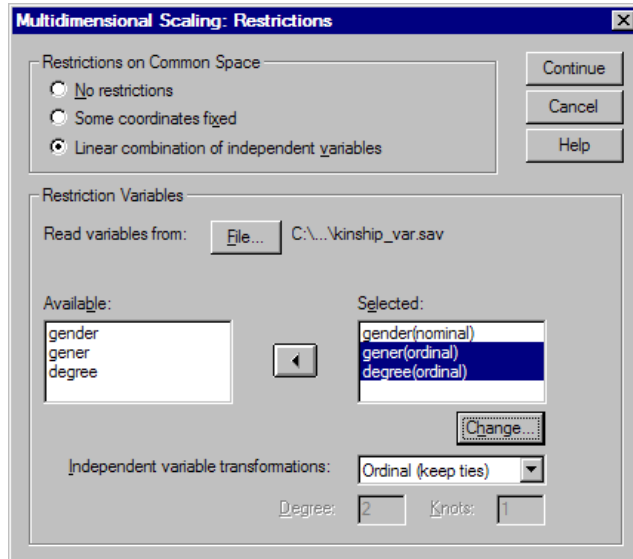 Multidimensional Scaling: Restrictions
Restrictions on Common Space
No restrictions
Some coordinates fixed
Linear combination of independent variables
Continue
Cancel
Help
Restriction Variables
Read variables from: File... C:\...\kinship_var.sav
Available:
gender
gener
degree
Selected:
gender(nominal)
gener(ordinal)
degree(ordinal)
Change...
Independent variable transformations: Ordinal (keep ties)
Degree: 2 Knots: 1